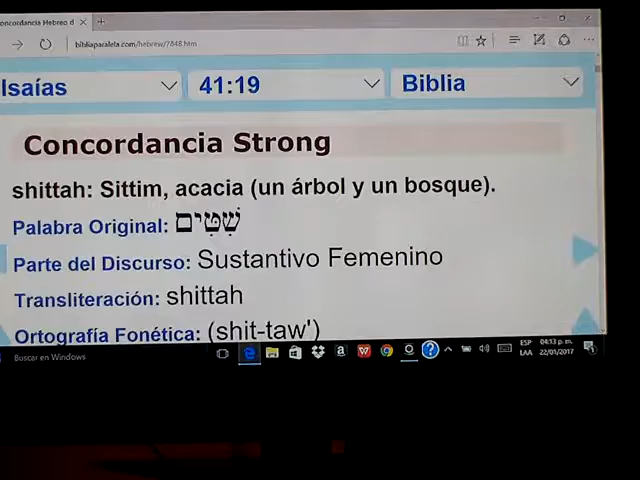 oncordancia Hebreo d
bibliaparalela.com/hebrew/7848.htm
Isaías
41:19
Biblia
Concordancia Strong
shittah: Sittim, acacia (un árbol y un bosque).
Palabra Original: שִׁטִּים
Parte del Discurso: Sustantivo Femenino
Transliteración: shittah
Ortografía Fonética: (shit-taw')
Buscar en Windows
ESP 04:13 p.m.
LAA 22/01/2017